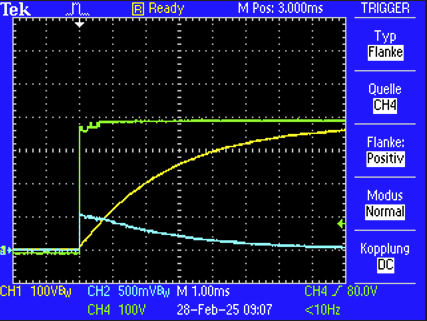 Tek
R Ready
M Pos: 3.000ms
TRIGGER
Typ
Flanke
Quelle
CH4
Flanke:
Positiv
Modus
Normal
Kopplung
DC
CH1 100VBW CH2 500mVBW M 1.00ms CH4 80.0V
CH4 100V 28-Feb-25 09:07 <10Hz